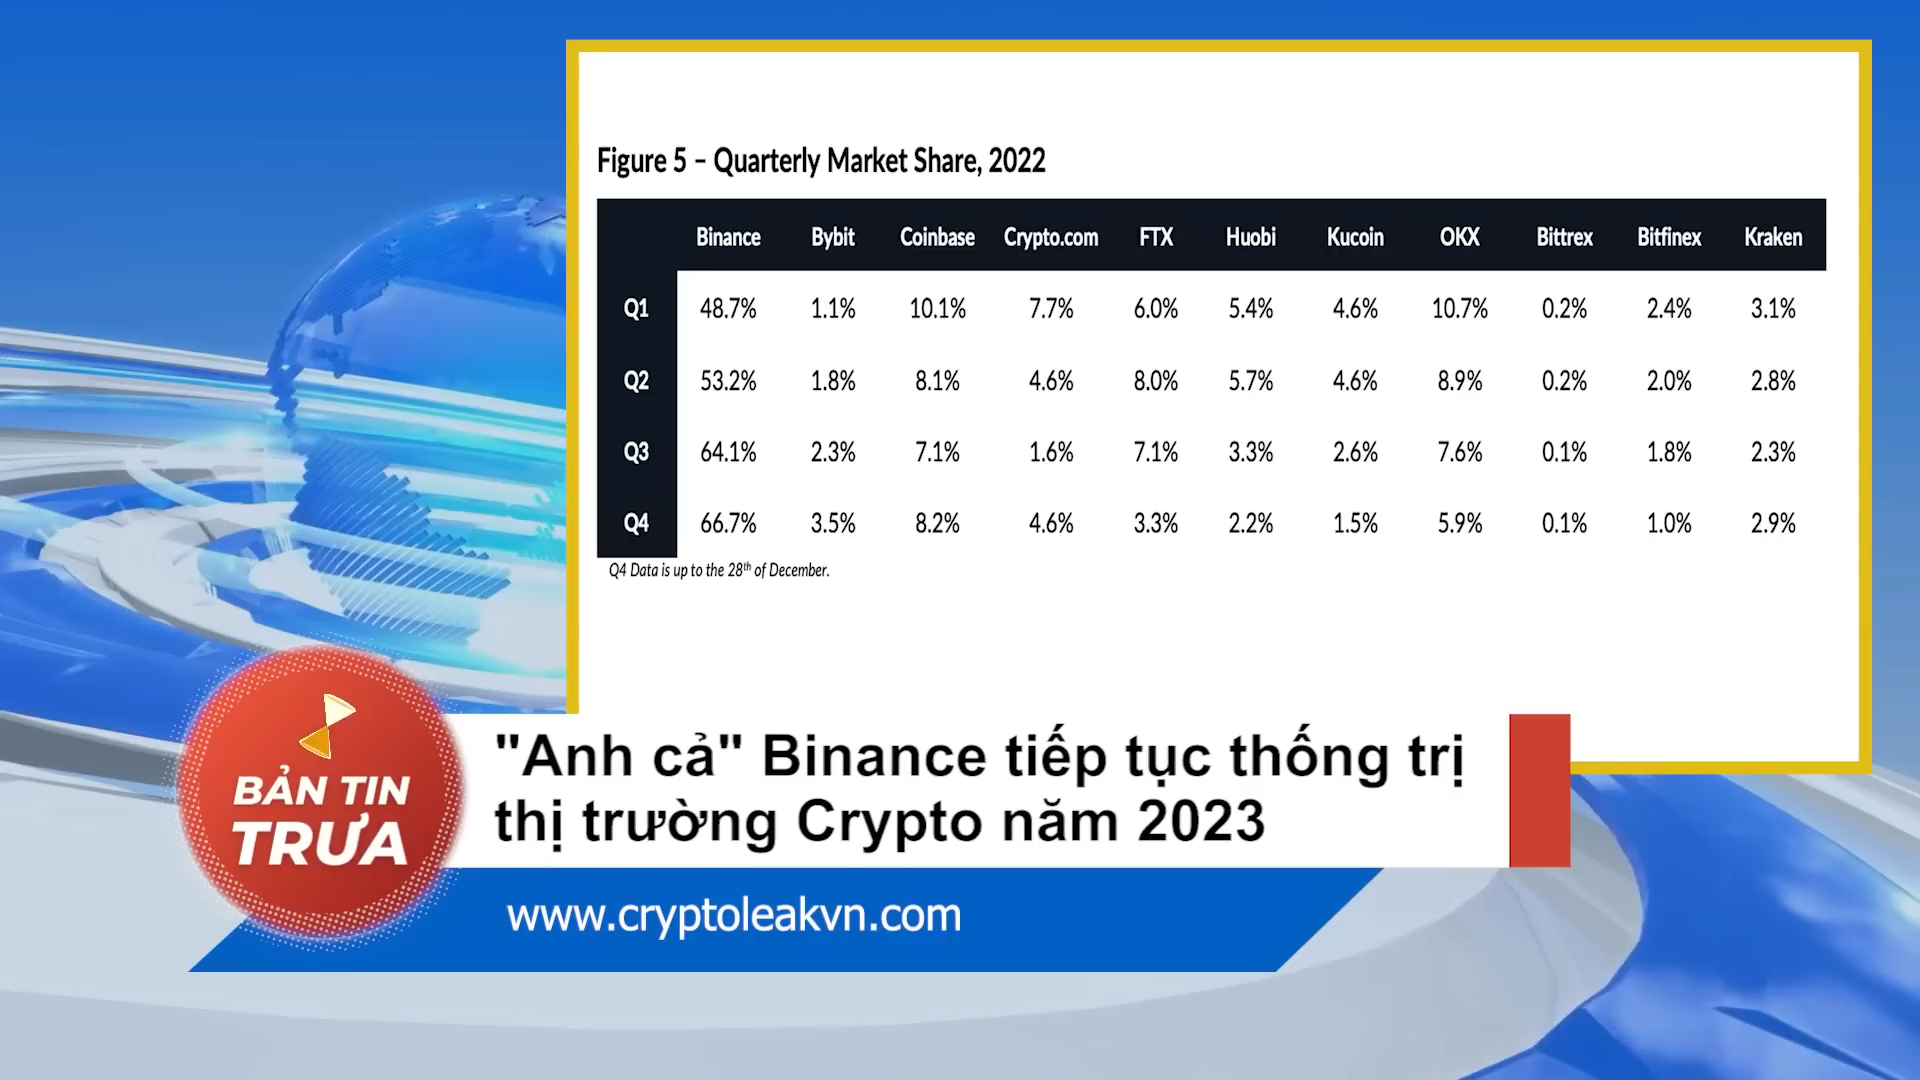 Figure 5 – Quarterly Market Share, 2022
Binance Bybit Coinbase Crypto.com FTX Huobi Kucoin OKX Bittrex Bitfinex Kraken
Q1 48.7% 1.1% 10.1% 7.7% 6.0% 5.4% 4.6% 10.7% 0.2% 2.4% 3.1%
Q2 53.2% 1.8% 8.1% 4.6% 8.0% 5.7% 4.6% 8.9% 0.2% 2.0% 2.8%
Q3 64.1% 2.3% 7.1% 1.6% 7.1% 3.3% 2.6% 7.6% 0.1% 1.8% 2.3%
Q4 66.7% 3.5% 8.2% 4.6% 3.3% 2.2% 1.5% 5.9% 0.1% 1.0% 2.9%
Q4 Data is up to the 28th of December.
BẢN TIN
TRƯA
"Anh cả" Binance tiếp tục thống trị
thị trường Crypto năm 2023
www.cryptoleakvn.com